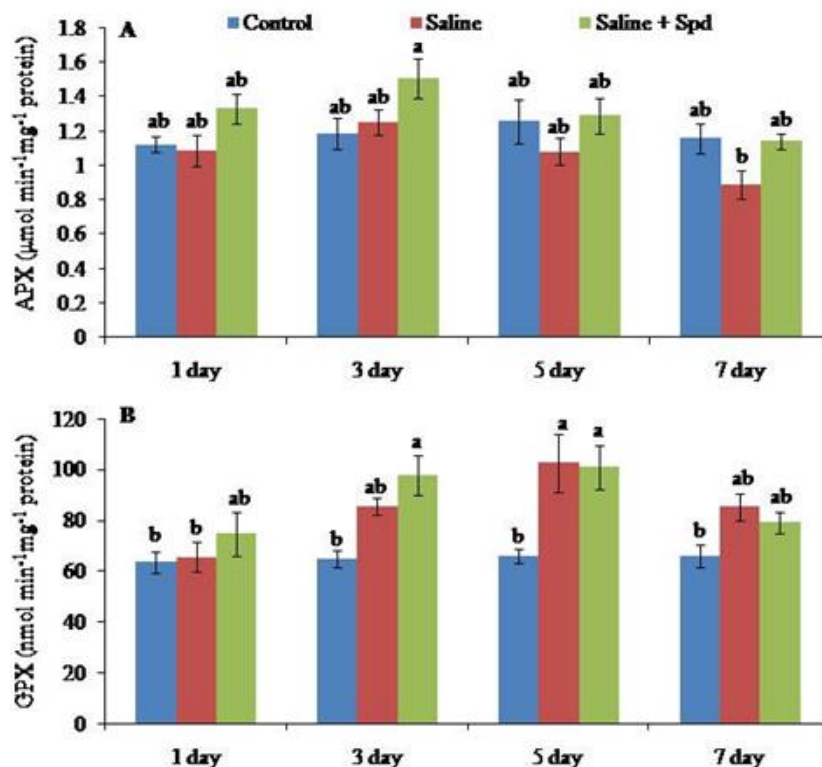 A Control Saline Saline + Spd
APX (µmol min⁻¹mg⁻¹ protein)
1.8
1.6
1.4
1.2
1
0.8
0.6
0.4
0.2
0
ab ab ab
ab ab a
ab ab ab
ab b ab
1 day 3 day 5 day 7 day
B
GPX (nmol min⁻¹mg⁻¹ protein)
120
100
80
60
40
20
0
b b ab
b ab a
b a a
b ab ab
1 day 3 day 5 day 7 day